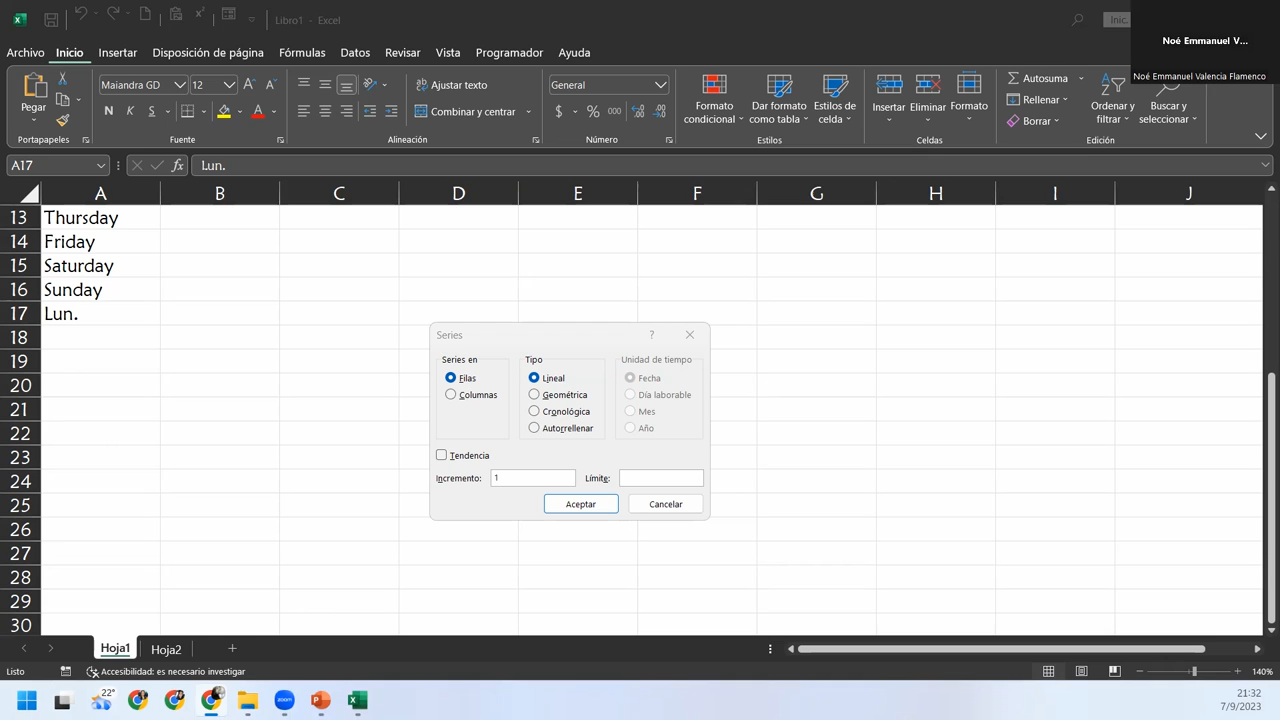 Libro1 - Excel
Inic.
Noé Emmanuel V...
Noé Emmanuel Valencia Flamenco
Archivo Inicio Insertar Disposición de página Fórmulas Datos Revisar Vista Programador Ayuda
Pegar
Maiandra GD 12
N K S
Ajustar texto
Combinar y centrar
General
$ % 000
Formato condicional
Dar formato como tabla
Estilos de celda
Insertar Eliminar Formato
Autosuma
Rellenar
Borrar
Ordenar y filtrar
Buscar y seleccionar
Portapapeles Fuente Alineación Número Estilos Celdas Edición
A17 fx Lun.
A B C D E F G H I J
13 Thursday
14 Friday
15 Saturday
16 Sunday
17 Lun.
18
19
20
21
22
23
24
25
26
27
28
29
30
Series ?
Series en
Filas
Columnas
Tipo
Lineal
Geométrica
Cronológica
Autorrellenar
Unidad de tiempo
Fecha
Día laborable
Mes
Año
Tendencia
Incremento: 1 Límite:
Aceptar Cancelar
Hoja1 Hoja2 +
Listo Accesibilidad: es necesario investigar 140%
22°
zoom
21:32
7/9/2023